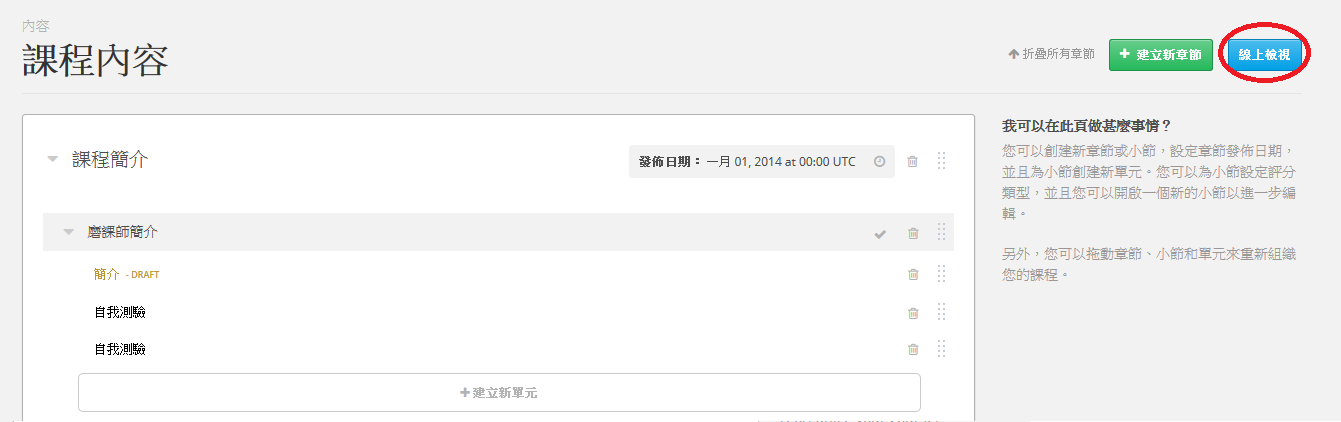 內容
課程內容
折疊所有章節
建立新章節
線上檢視
課程簡介
發佈日期： 一月 01, 2014 at 00:00 UTC
磨課師簡介
簡介 - DRAFT
自我測驗
自我測驗
建立新單元
我可以在此頁做甚麼事情？
您可以創建新章節或小節，設定章節發佈日期，
並且為小節創建新單元。您可以為小節設定評分
類型，並且您可以開啟一個新的小節以進一步編
輯。
另外，您可以拖動章節、小節和單元來重新組織
您的課程。